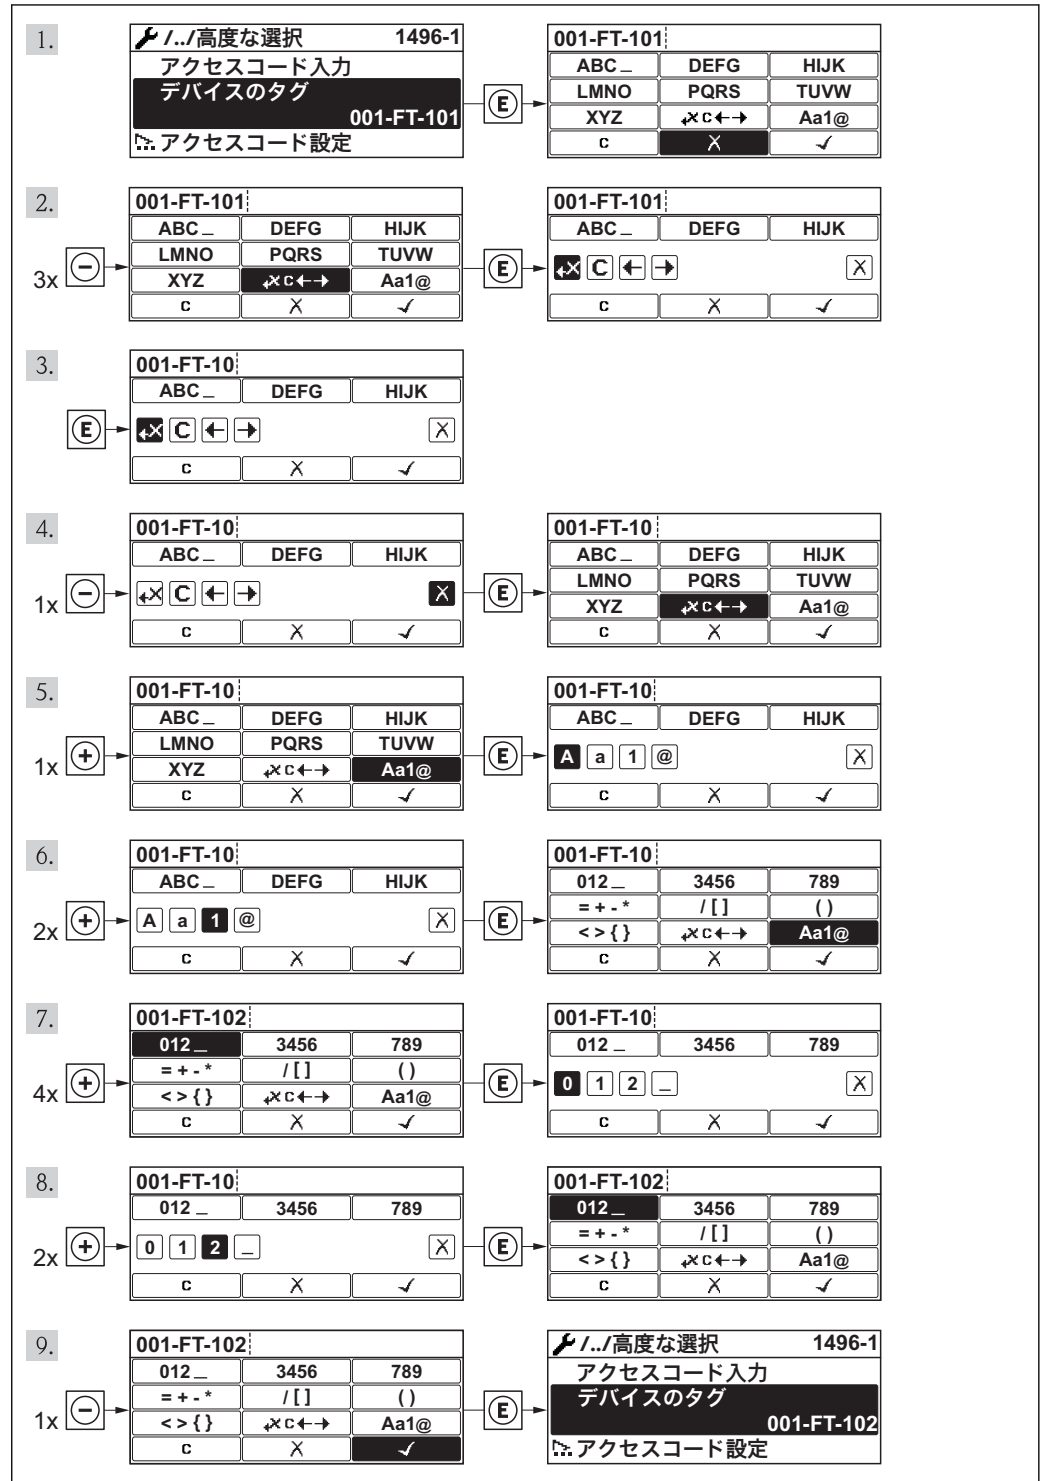 1.
/../高度な選択 1496-1
アクセスコード入力
デバイスのタグ
001-FT-101
アクセスコード設定
E
001-FT-101
ABC_ DEFG HIJK
LMNO PQRS TUVW
XYZ C Aa1@
C X ✓
2.
3x
001-FT-101
ABC_ DEFG HIJK
LMNO PQRS TUVW
XYZ C Aa1@
C X ✓
E
001-FT-101
ABC_ DEFG HIJK
C X
C X ✓
3.
E
001-FT-10
ABC_ DEFG HIJK
C X
C X ✓
4.
1x
001-FT-10
ABC_ DEFG HIJK
C X
C X ✓
E
001-FT-10
ABC_ DEFG HIJK
LMNO PQRS TUVW
XYZ C Aa1@
C X ✓
5.
1x
001-FT-10
ABC_ DEFG HIJK
LMNO PQRS TUVW
XYZ C Aa1@
C X ✓
E
001-FT-10
ABC_ DEFG HIJK
A a 1 @ X
C X ✓
6.
2x
001-FT-10
ABC_ DEFG HIJK
A a 1 @ X
C X ✓
E
001-FT-10
012_ 3456 789
=+-* /[] ()
<>{} C Aa1@
C X ✓
7.
4x
001-FT-102
012_ 3456 789
=+-* /[] ()
<>{} C Aa1@
C X ✓
E
001-FT-10
012_ 3456 789
0 1 2 _ X
C X ✓
8.
2x
001-FT-10
012_ 3456 789
0 1 2 _ X
C X ✓
E
001-FT-102
012_ 3456 789
=+-* /[] ()
<>{} C Aa1@
C X ✓
9.
1x
001-FT-102
012_ 3456 789
=+-* /[] ()
<>{} C Aa1@
C X ✓
E
/../高度な選択 1496-1
アクセスコード入力
デバイスのタグ
001-FT-102
アクセスコード設定